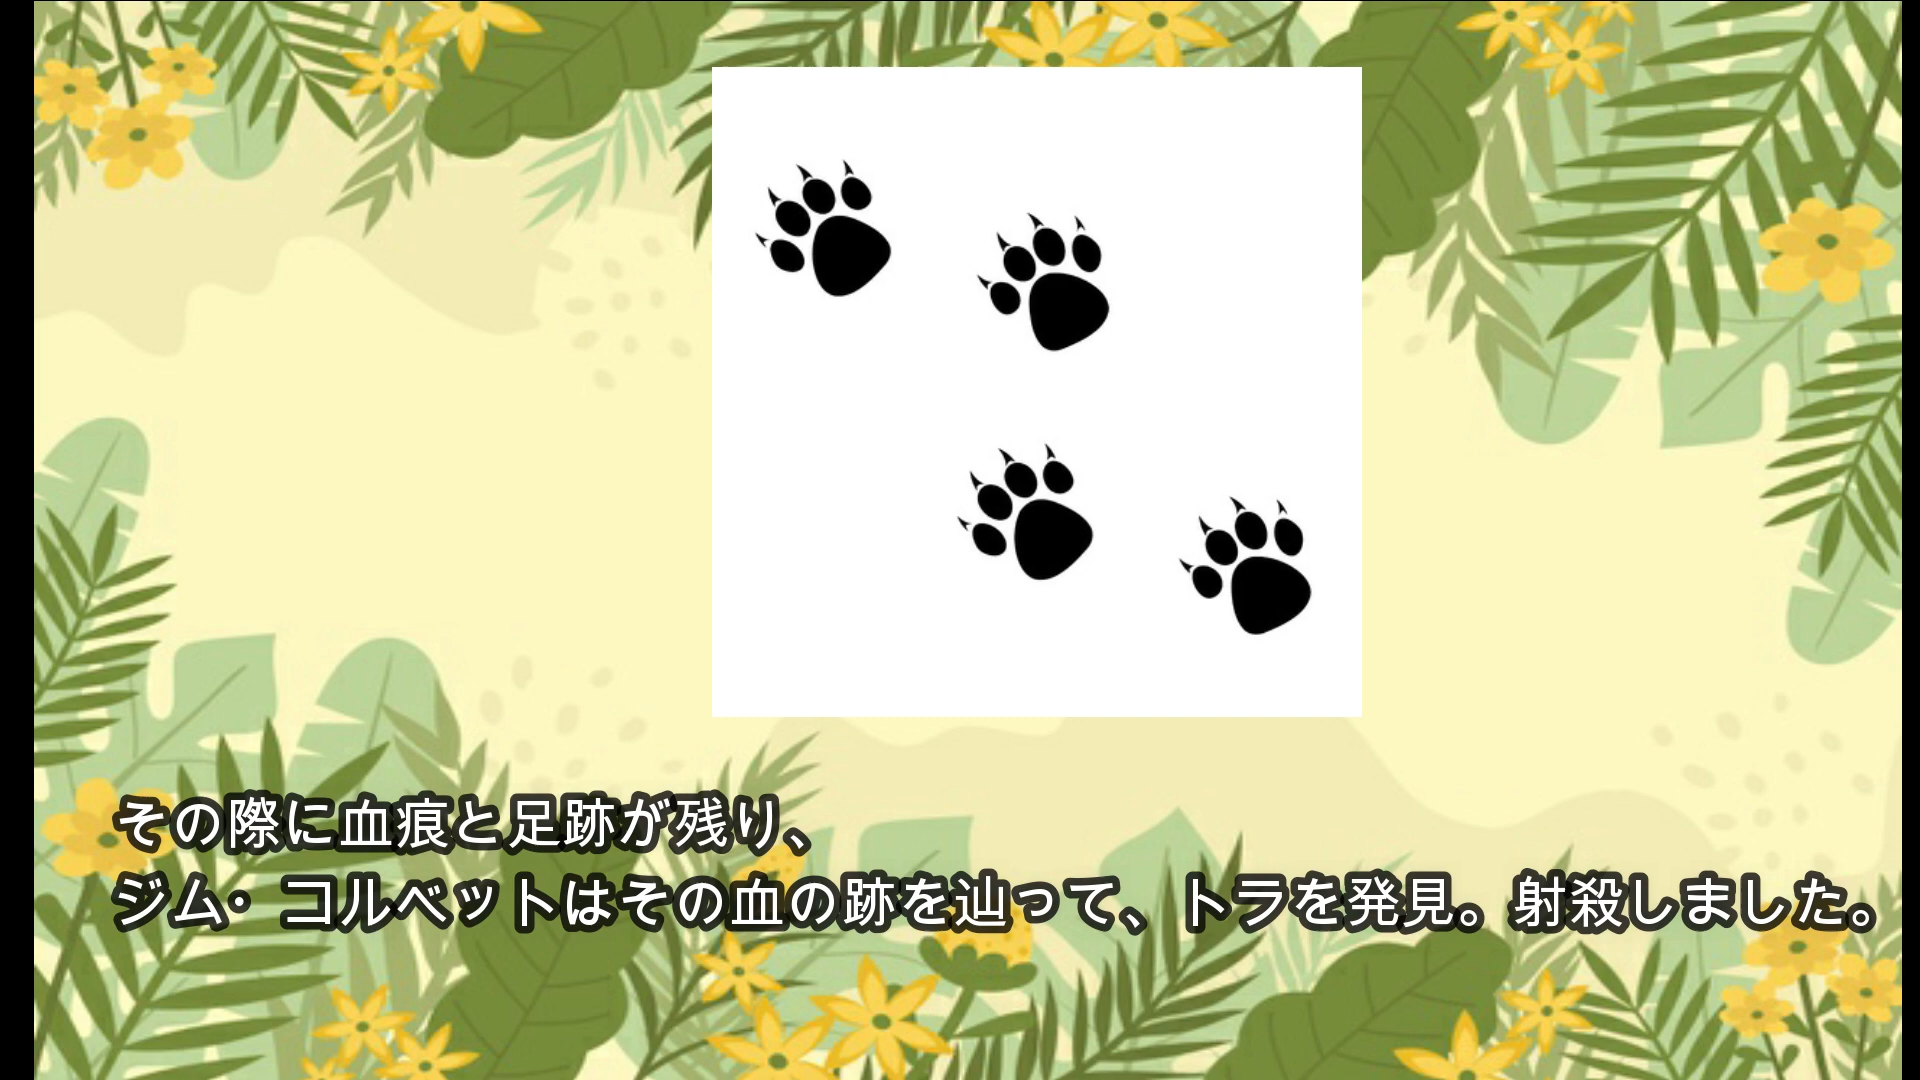 その際に血痕と足跡が残り、
ジム・コルベットはその血の跡を辿って、トラを発見。射殺しました。